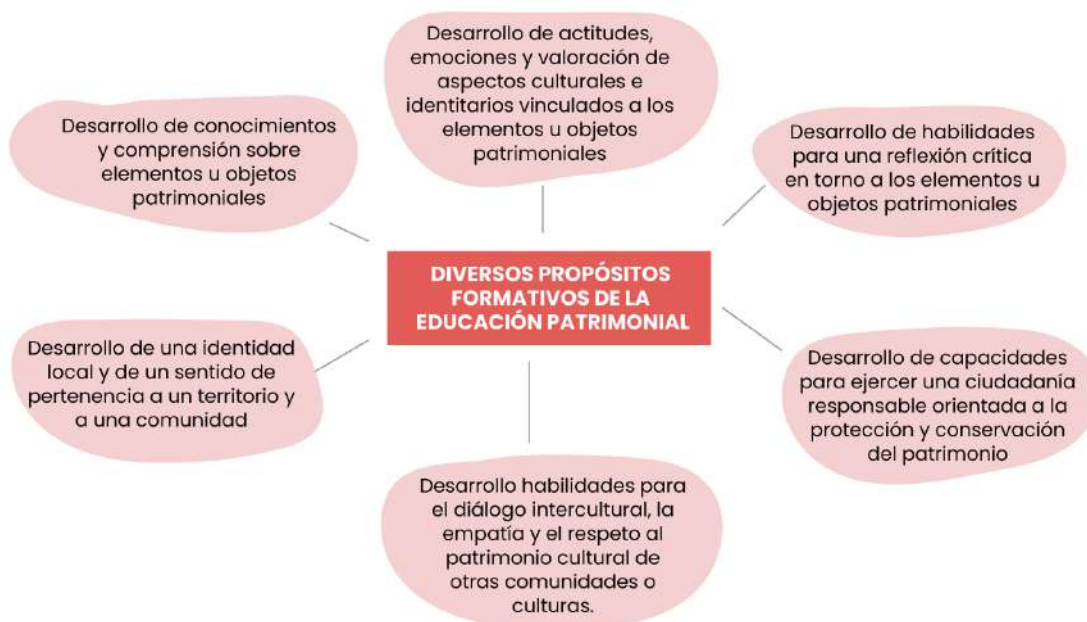 Desarrollo de actitudes,
emociones y valoración de
aspectos culturales e
identitarios vinculados a los
elementos u objetos
patrimoniales
Desarrollo de conocimientos
y comprensión sobre
elementos u objetos
patrimoniales
Desarrollo de habilidades
para una reflexión crítica
en torno a los elementos u
objetos patrimoniales
DIVERSOS PROPÓSITOS
FORMATIVOS DE LA
EDUCACIÓN PATRIMONIAL
Desarrollo de una identidad
local y de un sentido de
pertenencia a un territorio y
a una comunidad
Desarrollo de capacidades
para ejercer una ciudadanía
responsable orientada a la
protección y conservación
del patrimonio
Desarrollo habilidades para
el diálogo intercultural, la
empatía y el respeto al
patrimonio cultural de
otras comunidades o
culturas.